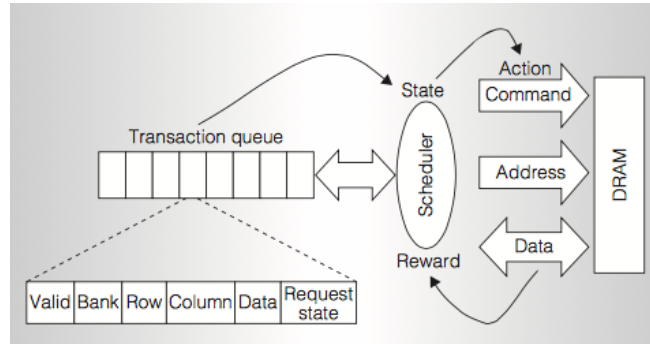 Action
State
Command
Transaction queue
Scheduler
Address
DRAM
Data
Reward
Valid
Bank
Row
Column
Data
Request
state